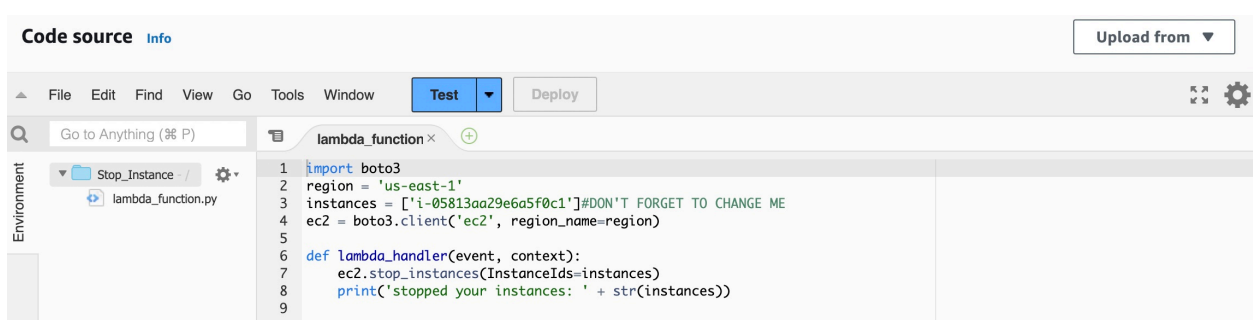 Code source Info
Upload from
File Edit Find View Go Tools Window Test Deploy
Go to Anything (⌘ P)
lambda_function
Environment
Stop_Instance - /
lambda_function.py
1 import boto3
2 region = 'us-east-1'
3 instances = ['i-05813aa29e6a5f0c1']#DON'T FORGET TO CHANGE ME
4 ec2 = boto3.client('ec2', region_name=region)
5
6 def lambda_handler(event, context):
7     ec2.stop_instances(InstanceIds=instances)
8     print('stopped your instances: ' + str(instances))
9